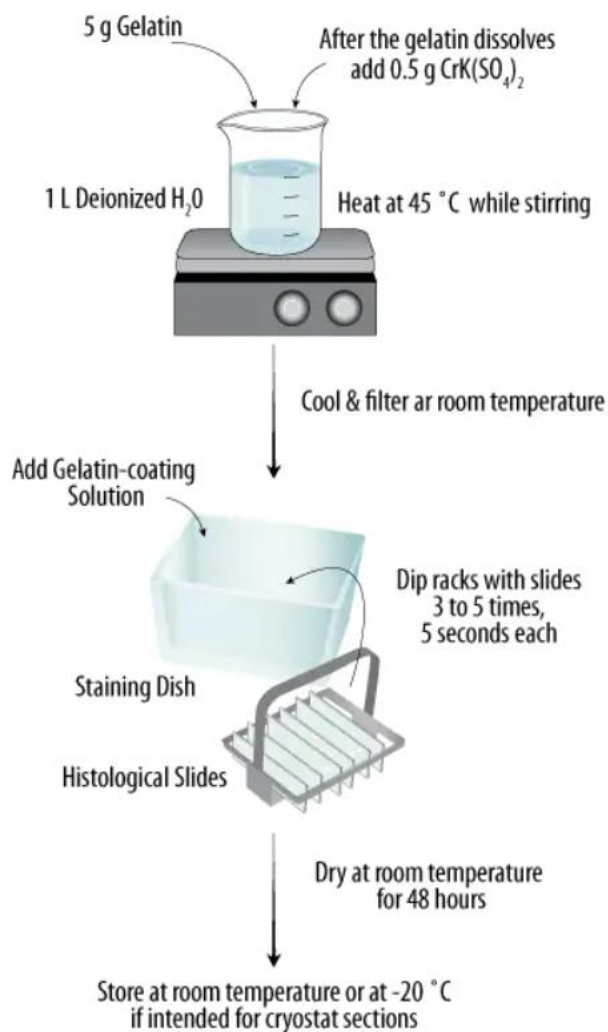 5 g Gelatin
After the gelatin dissolves
add 0.5 g CrK(SO₄)₂
1 L Deionized H₂O
Heat at 45 ˚C while stirring
Cool & filter ar room temperature
Add Gelatin-coating
Solution
Dip racks with slides
3 to 5 times,
5 seconds each
Staining Dish
Histological Slides
Dry at room temperature
for 48 hours
Store at room temperature or at -20 ˚C
if intended for cryostat sections